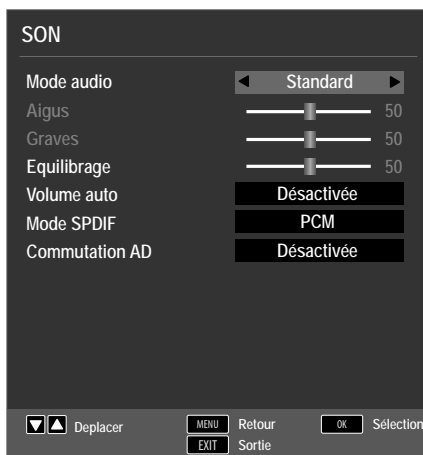 SON
Mode audio Standard
Aigus 50
Graves 50
Equilibrage 50
Volume auto Désactivée
Mode SPDIF PCM
Commutation AD Désactivée
Deplacer MENU Retour OK Sélection
EXIT Sortie